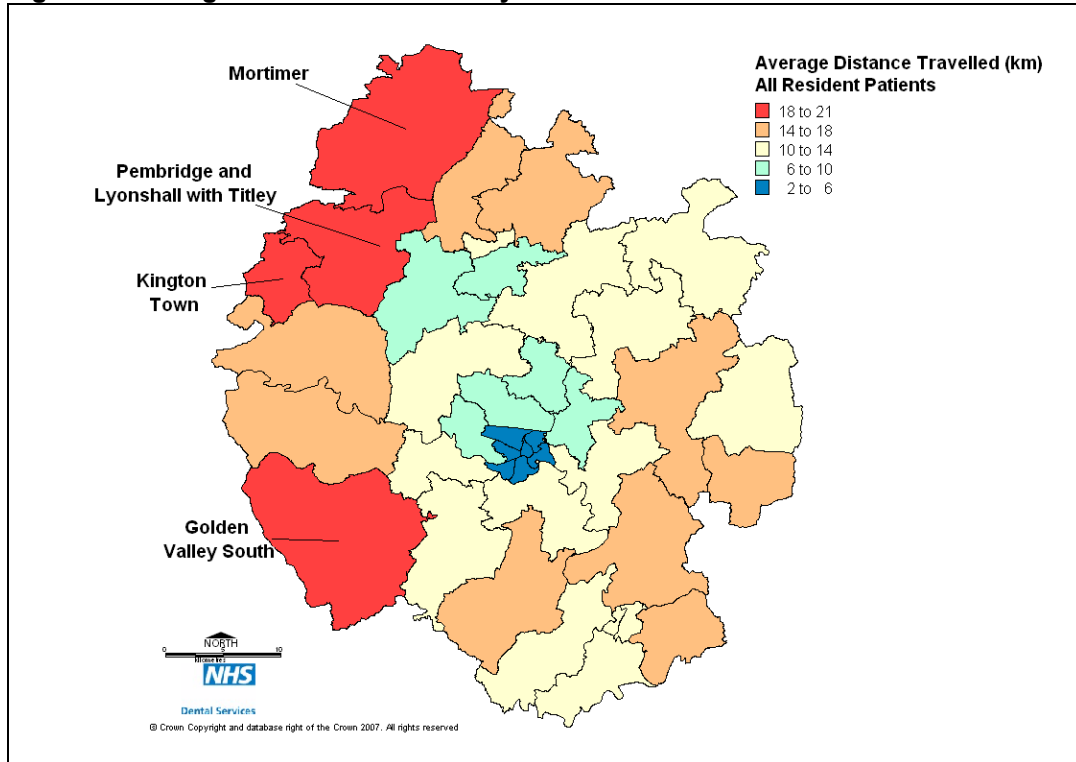 Average Distance Travelled (km)
All Resident Patients
18 to 21
14 to 18
10 to 14
6 to 10
2 to 6
Mortimer
Pembridge and
Lyonshall with Titley
Kington
Town
Golden
Valley South
NORTH
0 5 10
kilometres
NHS
Dental Services
© Crown Copyright and database right of the Crown 2007. All rights reserved